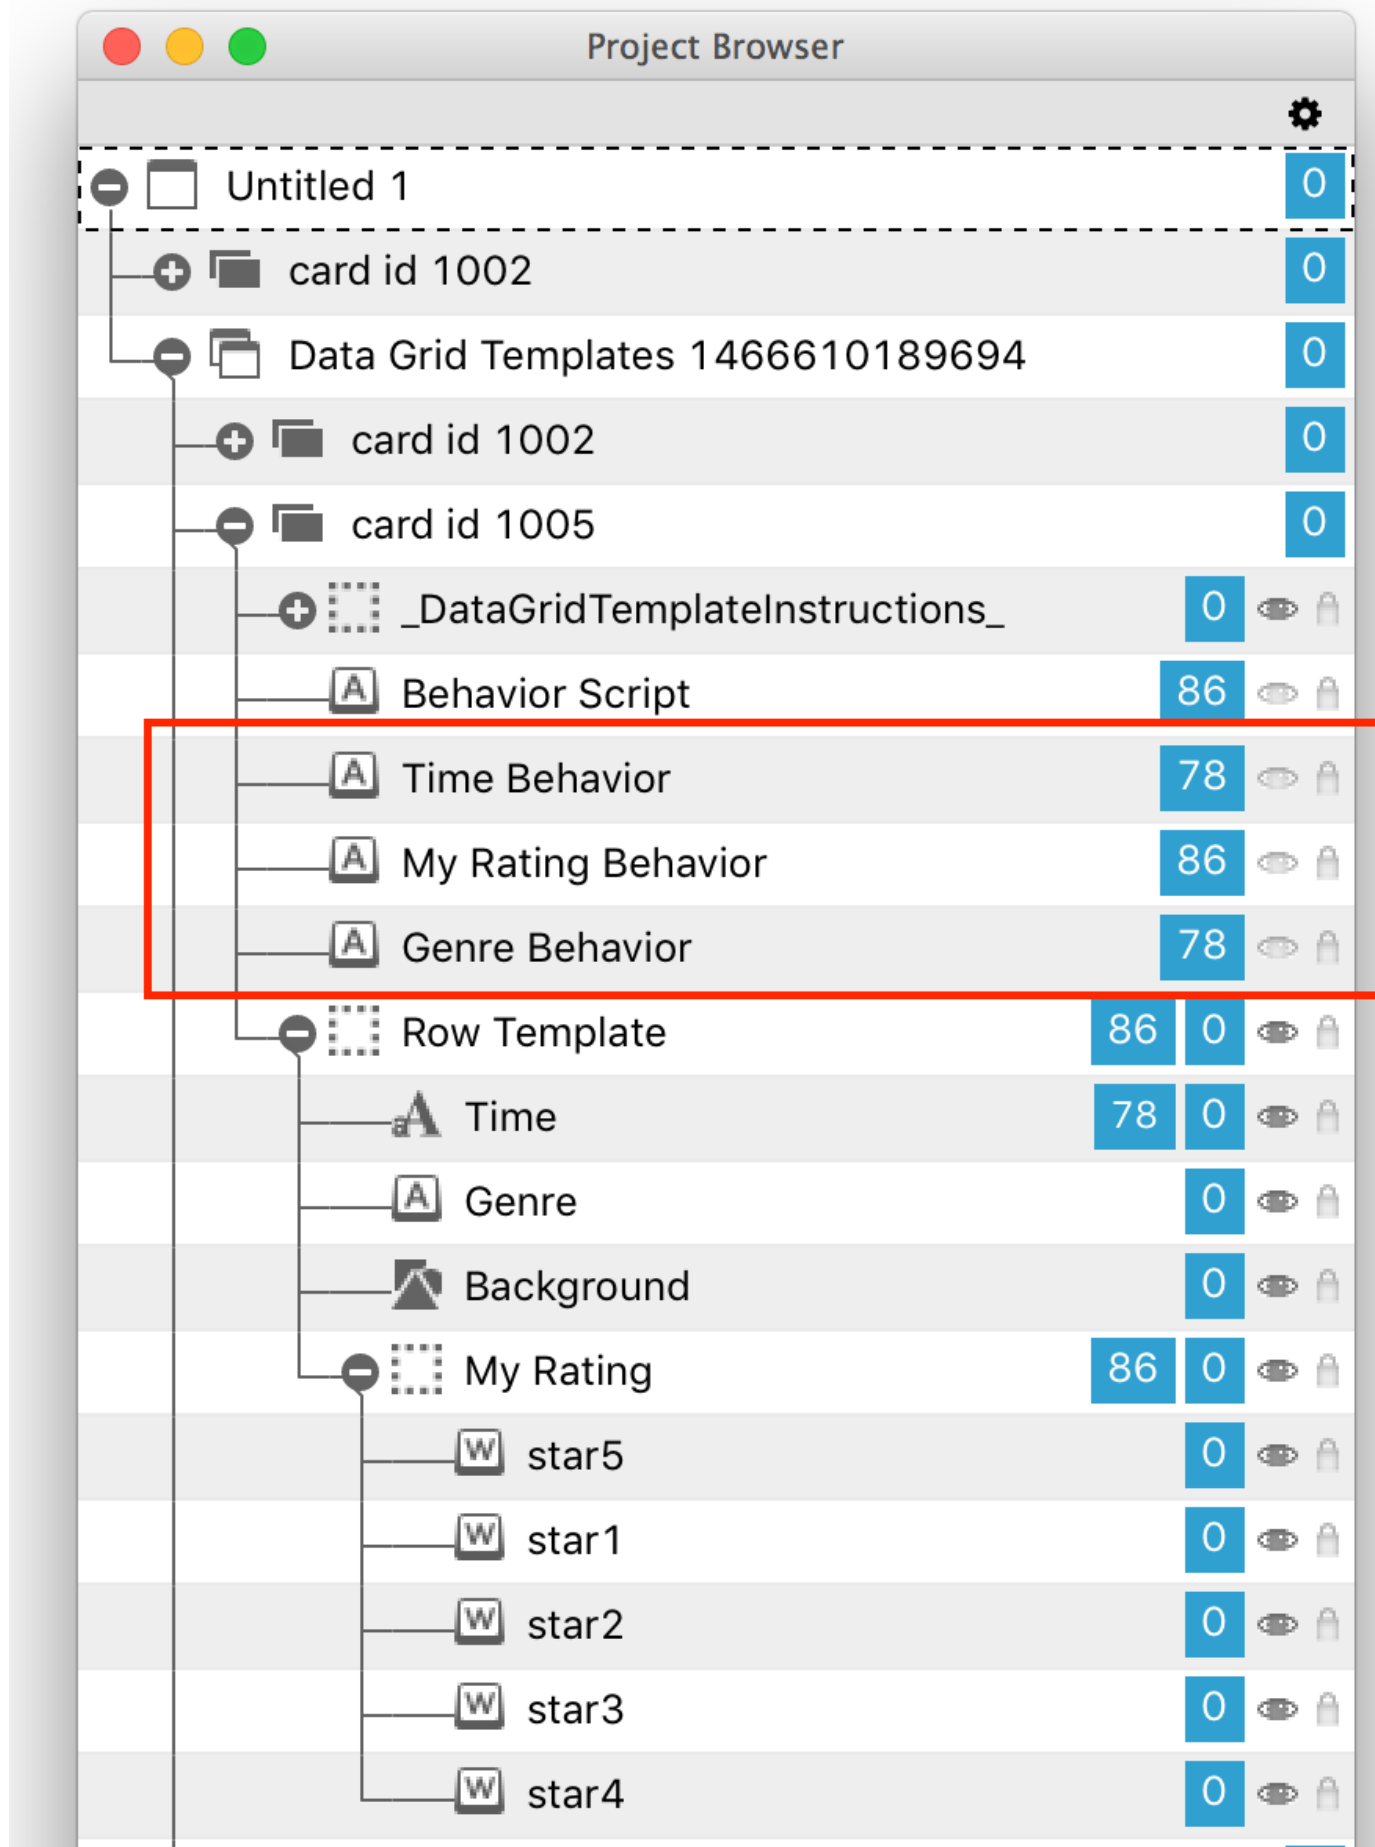 Project Browser
Untitled 1 0
card id 1002 0
Data Grid Templates 1466610189694 0
card id 1002 0
card id 1005 0
_DataGridTemplateInstructions_ 0
A Behavior Script 86
A Time Behavior 78
A My Rating Behavior 86
A Genre Behavior 78
Row Template 86 0
aA Time 78 0
A Genre 0
Background 0
My Rating 86 0
W star5 0
W star1 0
W star2 0
W star3 0
W star4 0